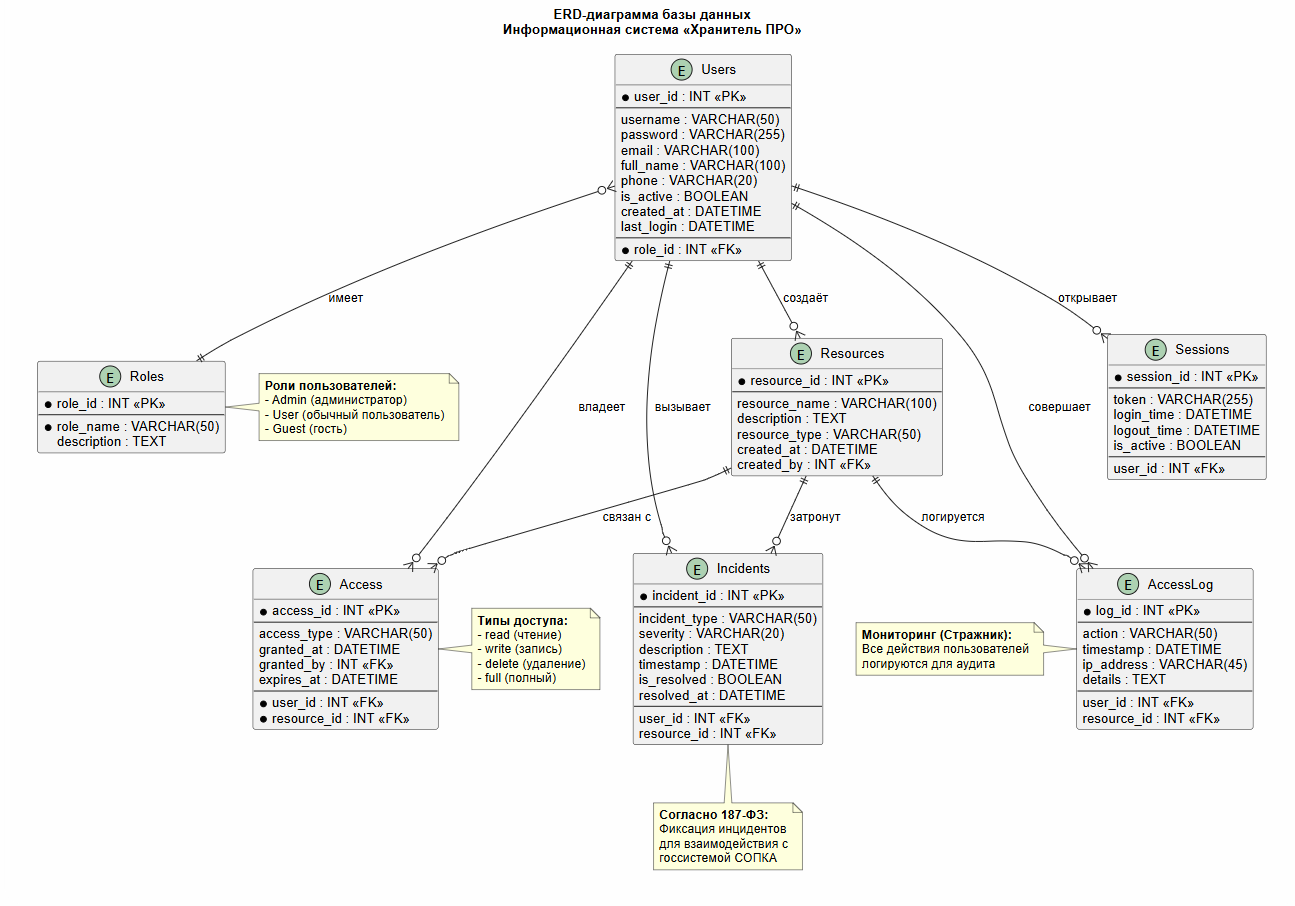 ERD-диаграмма базы данных
Информационная система «Хранитель ПРО»
E Users
user_id : INT «PK»
username : VARCHAR(50)
password : VARCHAR(255)
email : VARCHAR(100)
full_name : VARCHAR(100)
phone : VARCHAR(20)
is_active : BOOLEAN
created_at : DATETIME
last_login : DATETIME
role_id : INT «FK»
имеет
создаёт
открывает
E Roles
role_id : INT «PK»
role_name : VARCHAR(50)
description : TEXT
Роли пользователей:
- Admin (администратор)
- User (обычный пользователь)
- Guest (гость)
владеет
вызывает
E Resources
resource_id : INT «PK»
resource_name : VARCHAR(100)
description : TEXT
resource_type : VARCHAR(50)
created_at : DATETIME
created_by : INT «FK»
совершает
E Sessions
session_id : INT «PK»
token : VARCHAR(255)
login_time : DATETIME
logout_time : DATETIME
is_active : BOOLEAN
user_id : INT «FK»
связан с
затронут
логируется
E Access
access_id : INT «PK»
access_type : VARCHAR(50)
granted_at : DATETIME
granted_by : INT «FK»
expires_at : DATETIME
user_id : INT «FK»
resource_id : INT «FK»
Типы доступа:
- read (чтение)
- write (запись)
- delete (удаление)
- full (полный)
E Incidents
incident_id : INT «PK»
incident_type : VARCHAR(50)
severity : VARCHAR(20)
description : TEXT
timestamp : DATETIME
is_resolved : BOOLEAN
resolved_at : DATETIME
user_id : INT «FK»
resource_id : INT «FK»
Мониторинг (Стражник):
Все действия пользователей
логируются для аудита
E AccessLog
log_id : INT «PK»
action : VARCHAR(50)
timestamp : DATETIME
ip_address : VARCHAR(45)
details : TEXT
user_id : INT «FK»
resource_id : INT «FK»
Согласно 187-ФЗ:
Фиксация инцидентов
для взаимодействия с
госсистемой СОПКА